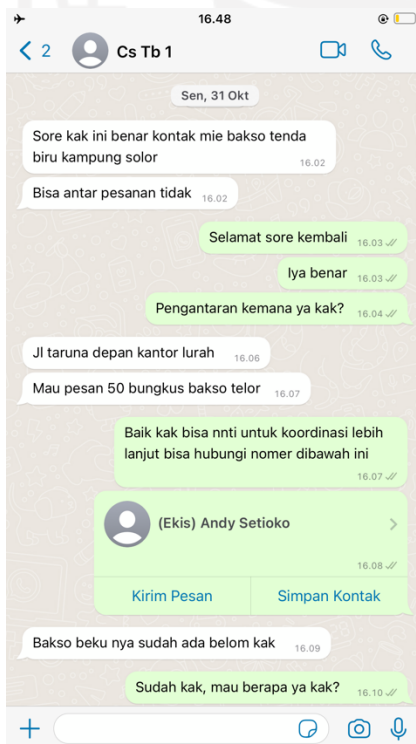 16.48
2
Cs Tb 1
Sen, 31 Okt
Sore kak ini benar kontak mie bakso tenda
biru kampung solor
16.02
Bisa antar pesanan tidak 16.02
Selamat sore kembali 16.03
Iya benar 16.03
Pengantaran kemana ya kak? 16.04
Jl taruna depan kantor lurah 16.06
Mau pesan 50 bungkus bakso telor 16.07
Baik kak bisa nnti untuk koordinasi lebih
lanjut bisa hubungi nomer dibawah ini
16.07
(Ekis) Andy Setioko
16.08
Kirim Pesan Simpan Kontak
Bakso beku nya sudah ada belom kak 16.09
Sudah kak, mau berapa ya kak? 16.10